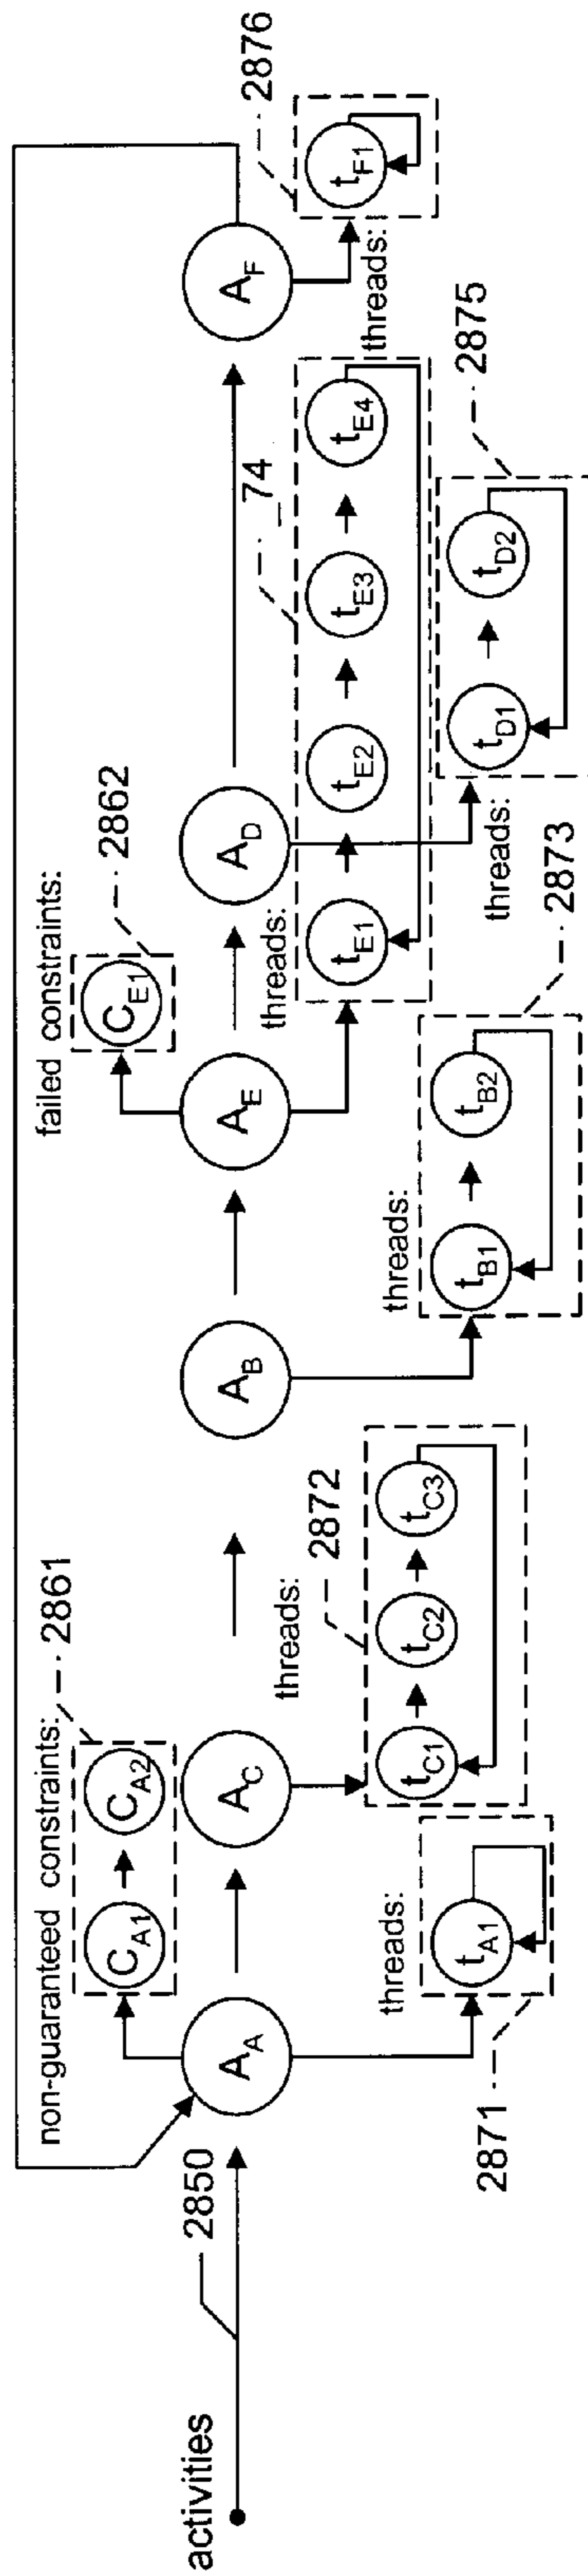 activities
2850
non-guaranteed constraints:
2861
C_A1
C_A2
failed constraints:
2862
C_E1
A_A
A_C
A_B
A_E
A_D
A_F
threads:
2871
t_A1
threads:
2872
t_C1
t_C2
t_C3
threads:
2873
t_B1
t_B2
threads:
_74
t_E1
t_E2
t_E3
t_E4
threads:
2875
t_D1
t_D2
threads:
2876
t_F1